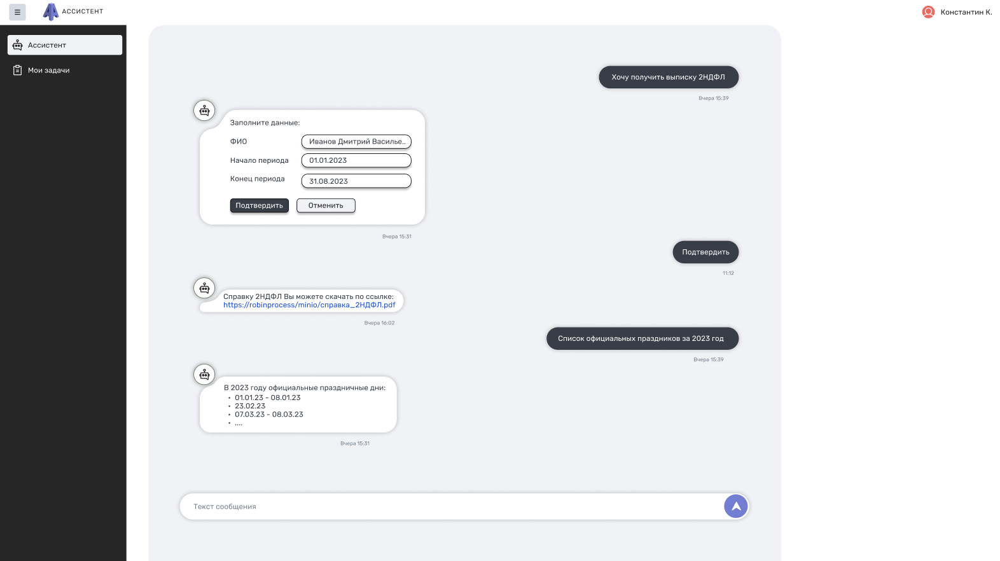 АССИСТЕНТ
Константин К.
Ассистент
Мои задачи
Хочу получить выписку 2НДФЛ
Вчера 15:39
Заполните данные:
ФИО
Иванов Дмитрий Василье..
Начало периода
01.01.2023
Конец периода
31.08.2023
Подтвердить
Отменить
Вчера 15:31
Подтвердить
11:12
Справку 2НДФЛ Вы можете скачать по ссылке:
https://robinprocess/minio/справка_2НДФЛ.pdf
Вчера 16:02
Список официальных праздников за 2023 год
Вчера 15:39
В 2023 году официальные праздничные дни:
• 01.01.23 - 08.01.23
• 23.02.23
• 07.03.23 - 08.03.23
• ....
Вчера 15:31
Текст сообщения